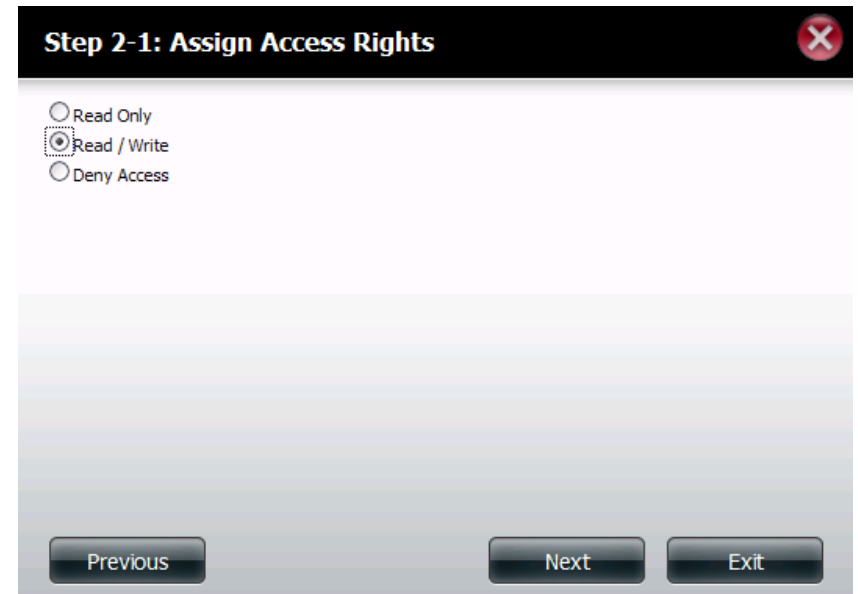 Step 2-1: Assign Access Rights
Read Only
Read / Write
Deny Access
Previous Next Exit